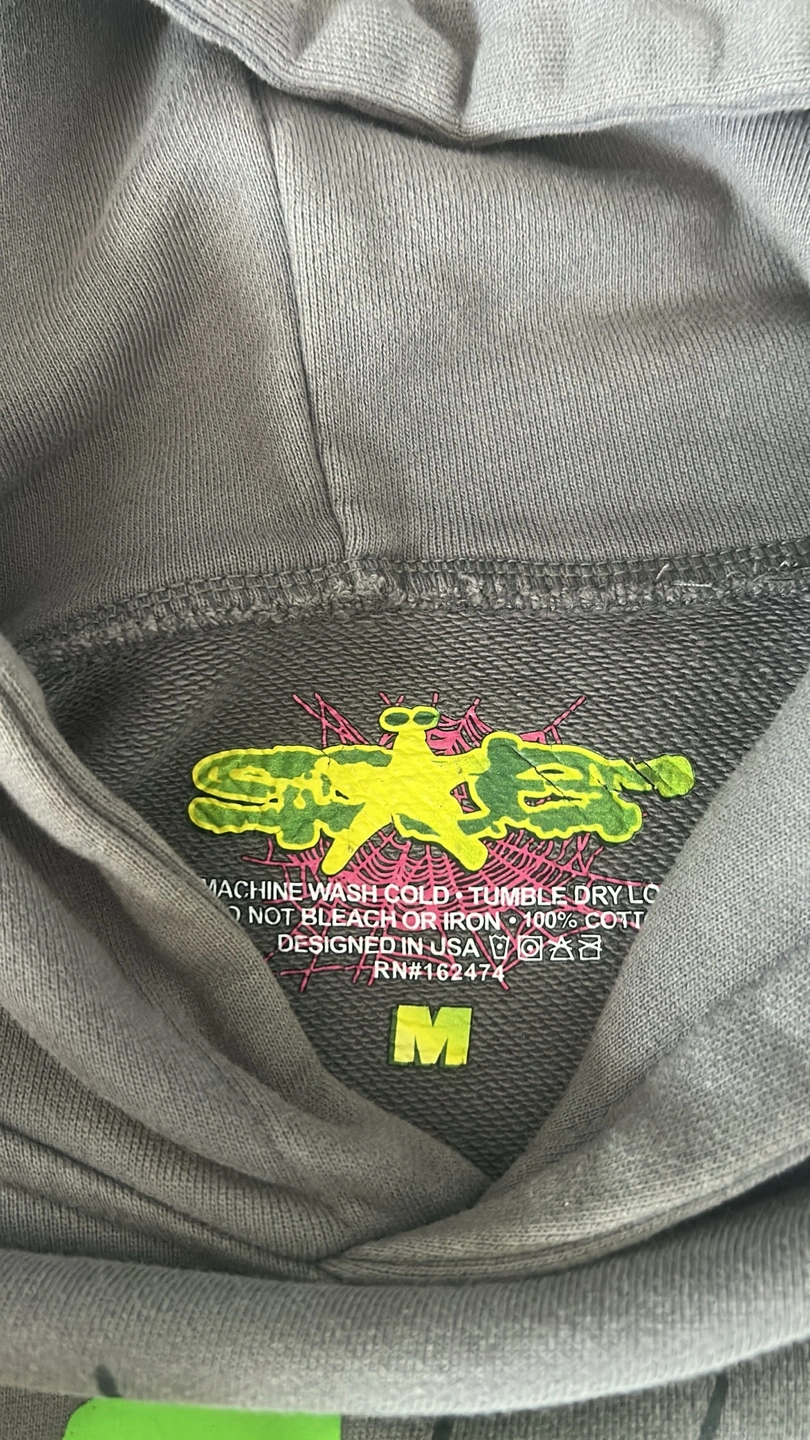 MACHINE WASH COLD • TUMBLE DRY LO
O NOT BLEACH OR IRON • 100% COTT
DESIGNED IN USA
RN#162474
M